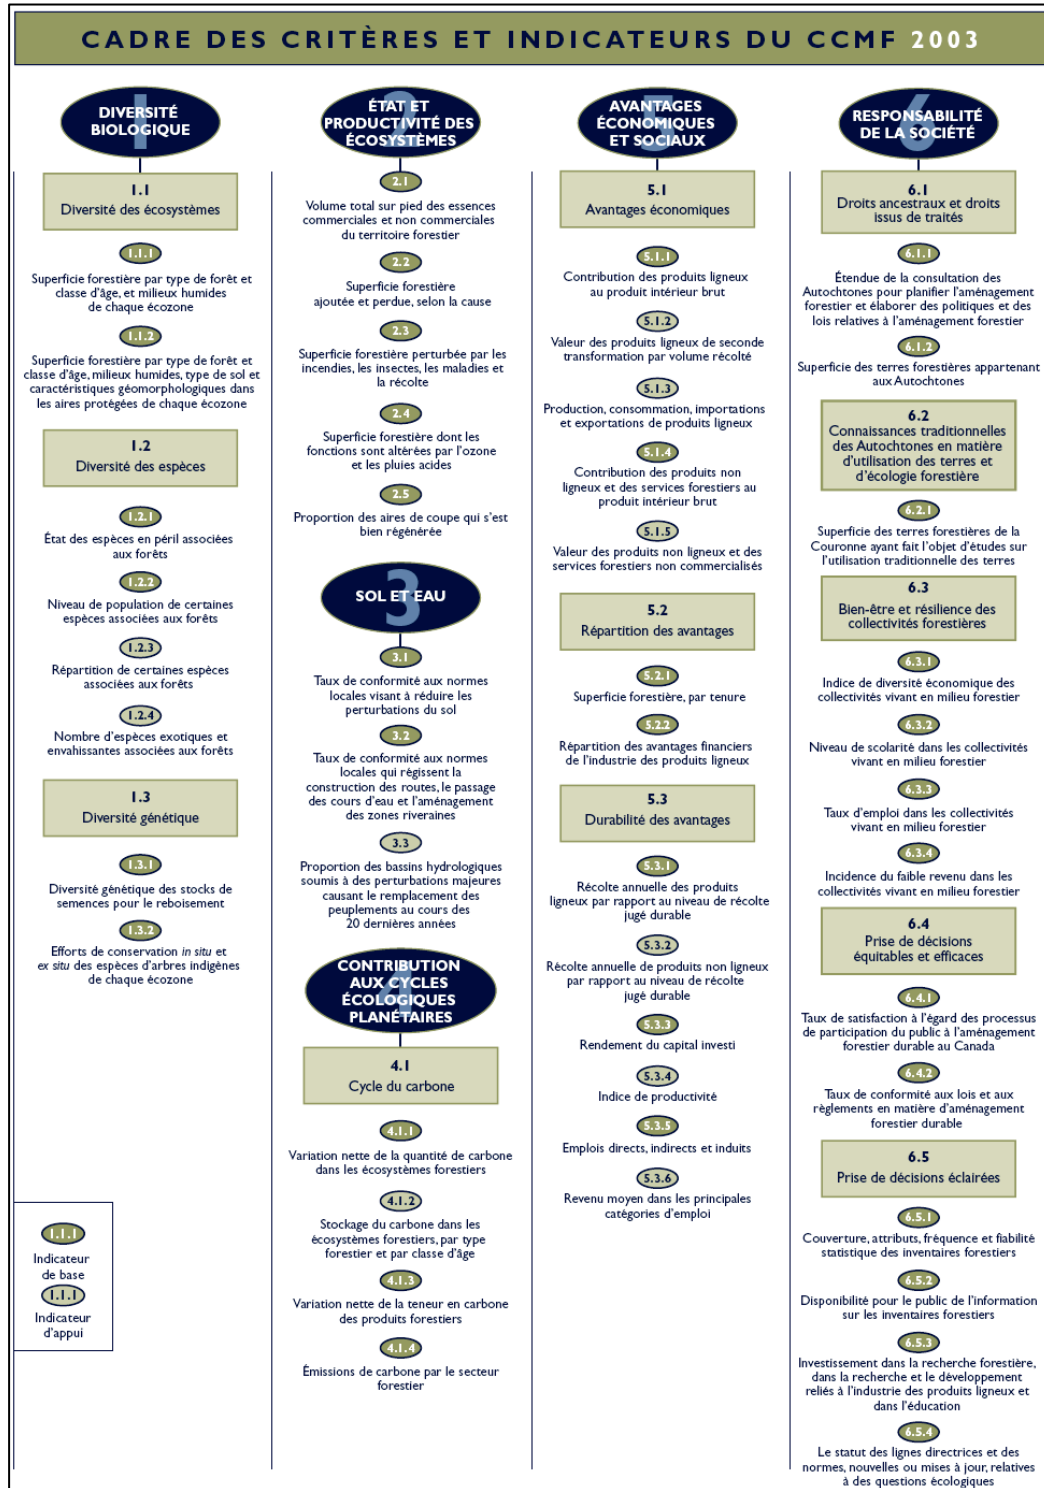 CADRE DES CRITÈRES ET INDICATEURS DU CCMF 2003
1
DIVERSITÉ
BIOLOGIQUE
1.1
Diversité des écosystèmes
1.1.1
Superficie forestière par type de forêt et
classe d'âge, et milieux humides
de chaque écozone
1.1.2
Superficie forestière par type de forêt et
classe d'âge, milieux humides, type de sol et
caractéristiques géomorphologiques dans
les aires protégées de chaque écozone
1.2
Diversité des espèces
1.2.1
État des espèces en péril associées
aux forêts
1.2.2
Niveau de population de certaines
espèces associées aux forêts
1.2.3
Répartition de certaines espèces
associées aux forêts
1.2.4
Nombre d'espèces exotiques et
envahissantes associées aux forêts
1.3
Diversité génétique
1.3.1
Diversité génétique des stocks de
semences pour le reboisement
1.3.2
Efforts de conservation in situ et
ex situ des espèces d'arbres indigènes
de chaque écozone
1.1.1
Indicateur
de base
1.1.1
Indicateur
d'appui
2
ÉTAT ET
PRODUCTIVITÉ DES
ÉCOSYSTÈMES
2.1
Volume total sur pied des essences
commerciales et non commerciales
du territoire forestier
2.2
Superficie forestière
ajoutée et perdue, selon la cause
2.3
Superficie forestière perturbée par les
incendies, les insectes, les maladies et
la récolte
2.4
Superficie forestière dont les
fonctions sont altérées par l'ozone
et les pluies acides
2.5
Proportion des aires de coupe qui s'est
bien régénérée
3
SOL ET EAU
3.1
Taux de conformité aux normes
locales visant à réduire les
perturbations du sol
3.2
Taux de conformité aux normes
locales qui régissent la
construction des routes, le passage
des cours d'eau et l'aménagement
des zones riveraines
3.3
Proportion des bassins hydrologiques
soumis à des perturbations majeures
causant le remplacement des
peuplements au cours des
20 dernières années
4
CONTRIBUTION
AUX CYCLES
ÉCOLOGIQUES
PLANÉTAIRES
4.1
Cycle du carbone
4.1.1
Variation nette de la quantité de carbone
dans les écosystèmes forestiers
4.1.2
Stockage du carbone dans les
écosystèmes forestiers, par type
forestier et par classe d'âge
4.1.3
Variation nette de la teneur en carbone
des produits forestiers
4.1.4
Émissions de carbone par le secteur
forestier
5
AVANTAGES
ÉCONOMIQUES
ET SOCIAUX
5.1
Avantages économiques
5.1.1
Contribution des produits ligneux
au produit intérieur brut
5.1.2
Valeur des produits ligneux de seconde
transformation par volume récolté
5.1.3
Production, consommation, importations
et exportations de produits ligneux
5.1.4
Contribution des produits non
ligneux et des services forestiers au
produit intérieur brut
5.1.5
Valeur des produits non ligneux et des
services forestiers non commercialisés
5.2
Répartition des avantages
5.2.1
Superficie forestière, par tenure
5.2.2
Répartition des avantages financiers
de l'industrie des produits ligneux
5.3
Durabilité des avantages
5.3.1
Récolte annuelle des produits
ligneux par rapport au niveau de récolte
jugé durable
5.3.2
Récolte annuelle de produits non ligneux
par rapport au niveau de récolte
jugé durable
5.3.3
Rendement du capital investi
5.3.4
Indice de productivité
5.3.5
Emplois directs, indirects et induits
5.3.6
Revenu moyen dans les principales
catégories d'emploi
6
RESPONSABILITÉ
DE LA SOCIÉTÉ
6.1
Droits ancestraux et droits
issus de traités
6.1.1
Étendue de la consultation des
Autochtones pour planifier l'aménagement
forestier et élaborer des politiques et des
lois relatives à l'aménagement forestier
6.1.2
Superficie des terres forestières appartenant
aux Autochtones
6.2
Connaissances traditionnelles
des Autochtones en matière
d'utilisation des terres et
d'écologie forestière
6.2.1
Superficie des terres forestières de la
Couronne ayant fait l'objet d'études sur
l'utilisation traditionnelle des terres
6.3
Bien-être et résilience des
collectivités forestières
6.3.1
Indice de diversité économique des
collectivités vivant en milieu forestier
6.3.2
Niveau de scolarité dans les collectivités
vivant en milieu forestier
6.3.3
Taux d'emploi dans les collectivités
vivant en milieu forestier
6.3.4
Incidence du faible revenu dans les
collectivités vivant en milieu forestier
6.4
Prise de décisions
équitables et efficaces
6.4.1
Taux de satisfaction à l'égard des processus
de participation du public à l'aménagement
forestier durable au Canada
6.4.2
Taux de conformité aux lois et aux
règlements en matière d'aménagement
forestier durable
6.5
Prise de décisions éclairées
6.5.1
Couverture, attributs, fréquence et fiabilité
statistique des inventaires forestiers
6.5.2
Disponibilité pour le public de l'information
sur les inventaires forestiers
6.5.3
Investissement dans la recherche forestière,
dans la recherche et le développement
reliés à l'industrie des produits ligneux et
dans l'éducation
6.5.4
Le statut des lignes directrices et des
normes, nouvelles ou mises à jour, relatives
à des questions écologiques